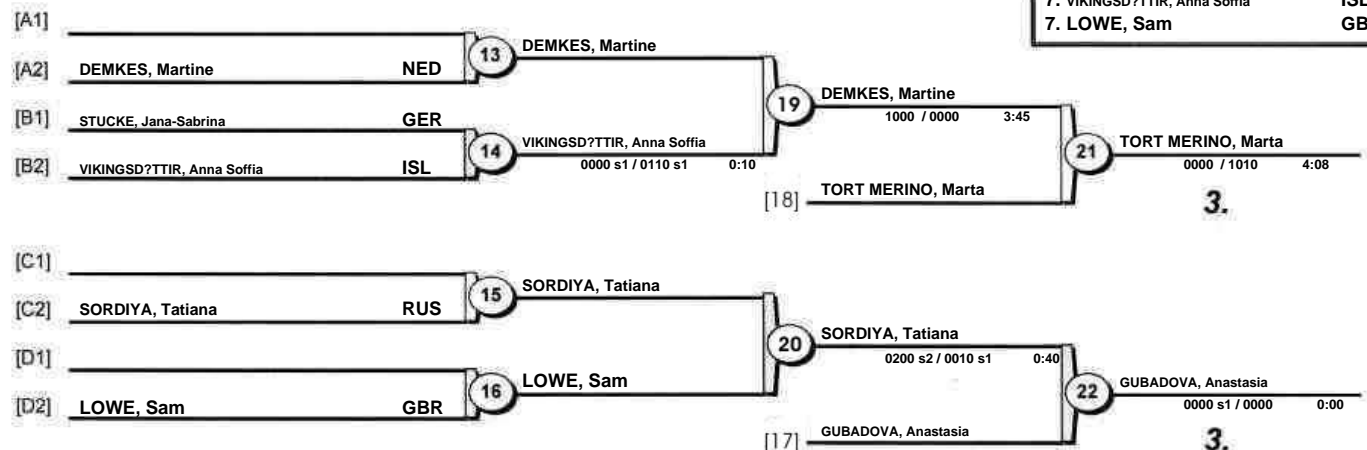 7. VIKINGSD?TTIR, Anna Soffia ISL
7. LOWE, Sam GB
[A1]
[A2] DEMKES, Martine NED
13 DEMKES, Martine
[B1] STUCKE, Jana-Sabrina GER
[B2] VIKINGSD?TTIR, Anna Soffia ISL
14 VIKINGSD?TTIR, Anna Soffia
0000 s1 / 0110 s1 0:10
19 DEMKES, Martine
1000 / 0000 3:45
[18] TORT MERINO, Marta
21 TORT MERINO, Marta
0000 / 1010 4:08
3.
[C1]
[C2] SORDIYA, Tatiana RUS
15 SORDIYA, Tatiana
[D1]
[D2] LOWE, Sam GBR
16 LOWE, Sam
20 SORDIYA, Tatiana
0200 s2 / 0010 s1 0:40
[17] GUBADOVA, Anastasia
22 GUBADOVA, Anastasia
0000 s1 / 0000 0:00
3.